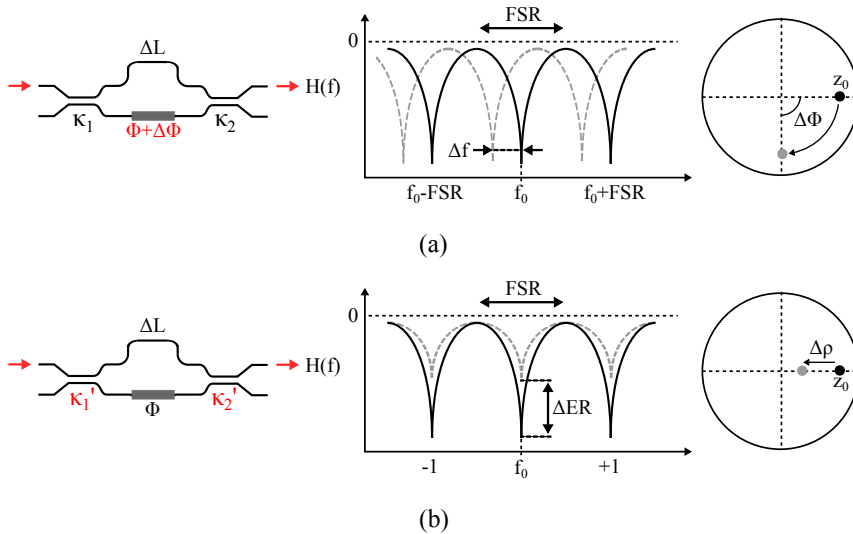 ΔL
H(f)
κ₁
Φ+ΔΦ
κ₂
FSR
0
Δf
f₀-FSR
f₀
f₀+FSR
z₀
ΔΦ
(a)
ΔL
H(f)
κ₁'
Φ
κ₂'
FSR
0
ΔER
-1
f₀
+1
Δρ
z₀
(b)